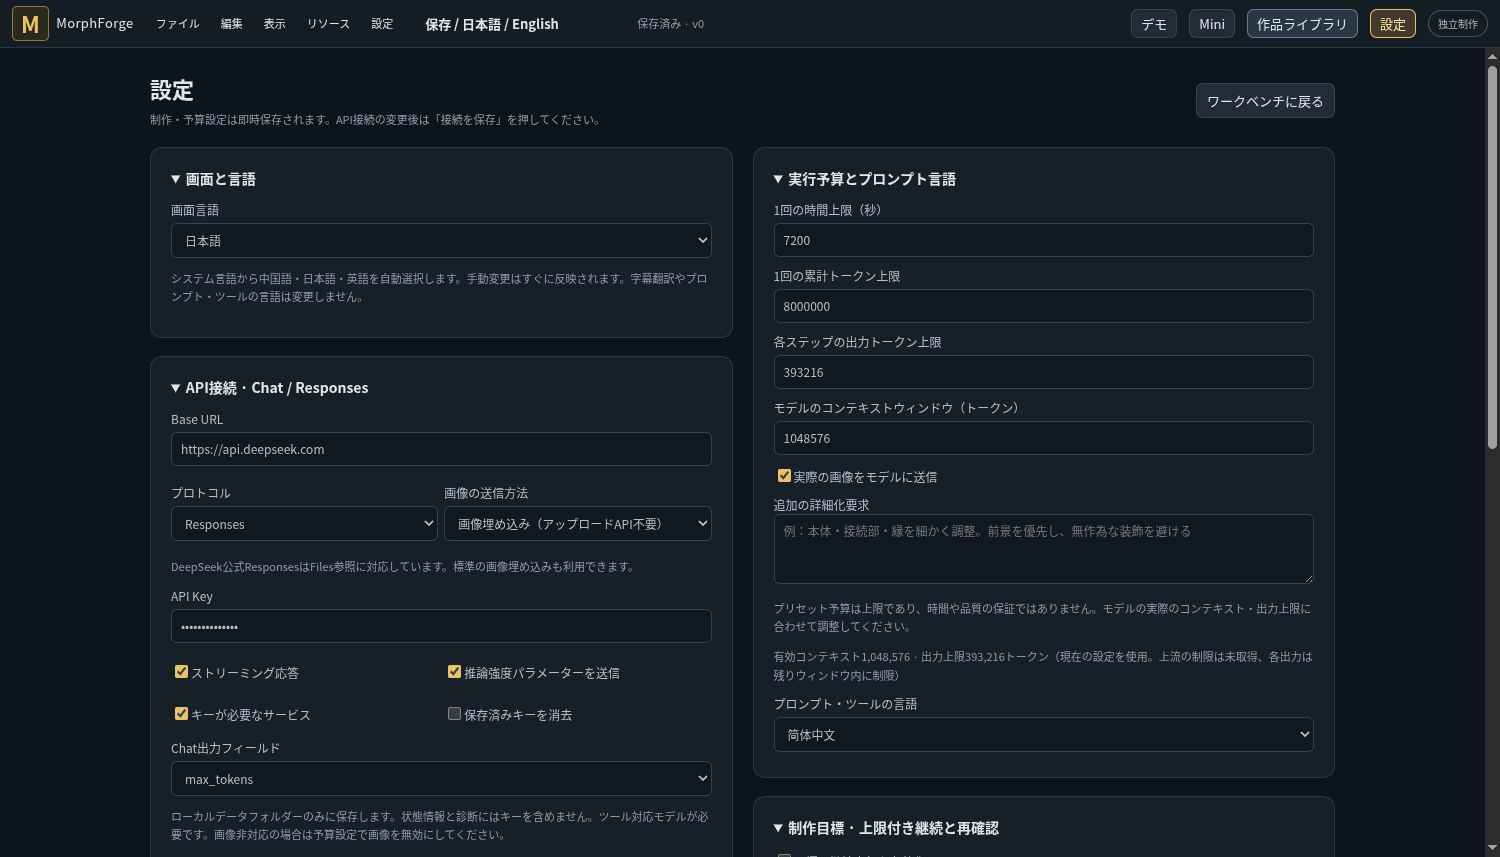 M MorphForge ファイル 編集 表示 リソース 設定 保存 / 日本語 / English 保存済み · v0 デモ Mini 作品ライブラリ 設定 独立制作
設定
制作・予算設定は即時保存されます。API接続の変更後は「接続を保存」を押してください。
ワークベンチに戻る
▼ 画面と言語
画面言語
日本語
システム言語から中国語・日本語・英語を自動選択します。手動変更はすぐに反映されます。字幕翻訳やプロ
ンプト・ツールの言語は変更しません。
▼ API接続 · Chat / Responses
Base URL
https://api.deepseek.com
プロトコル 画像の送信方法
Responses 画像埋め込み（アップロードAPI不要）
DeepSeek公式ResponsesはFiles参照に対応しています。標準の画像埋め込みも利用できます。
API Key
••••••••••••••
ストリーミング応答 推論強度パラメーターを送信
キーが必要なサービス 保存済みキーを消去
Chat出力フィールド
max_tokens
ローカルデータフォルダーのみに保存します。状態情報と診断にはキーを含めません。ツール対応モデルが必
要です。画像非対応の場合は予算設定で画像を無効にしてください。
▼ 実行予算とプロンプト言語
1回の時間上限（秒）
7200
1回の累計トークン上限
8000000
各ステップの出力トークン上限
393216
モデルのコンテキストウィンドウ（トークン）
1048576
実際の画像をモデルに送信
追加の詳細化要求
例：本体・接続部・縁を細かく調整。前景を優先し、無作為な装飾を避ける
プリセット予算は上限であり、時間や品質の保証ではありません。モデルの実際のコンテキスト・出力上限に
合わせて調整してください。
有効コンテキスト1,048,576 · 出力上限393,216トークン（現在の設定を使用。上流の制限は未取得、各出力は
残りウィンドウ内に制限）
プロンプト・ツールの言語
简体中文
▼ 制作目標 · 上限付き継続と再確認